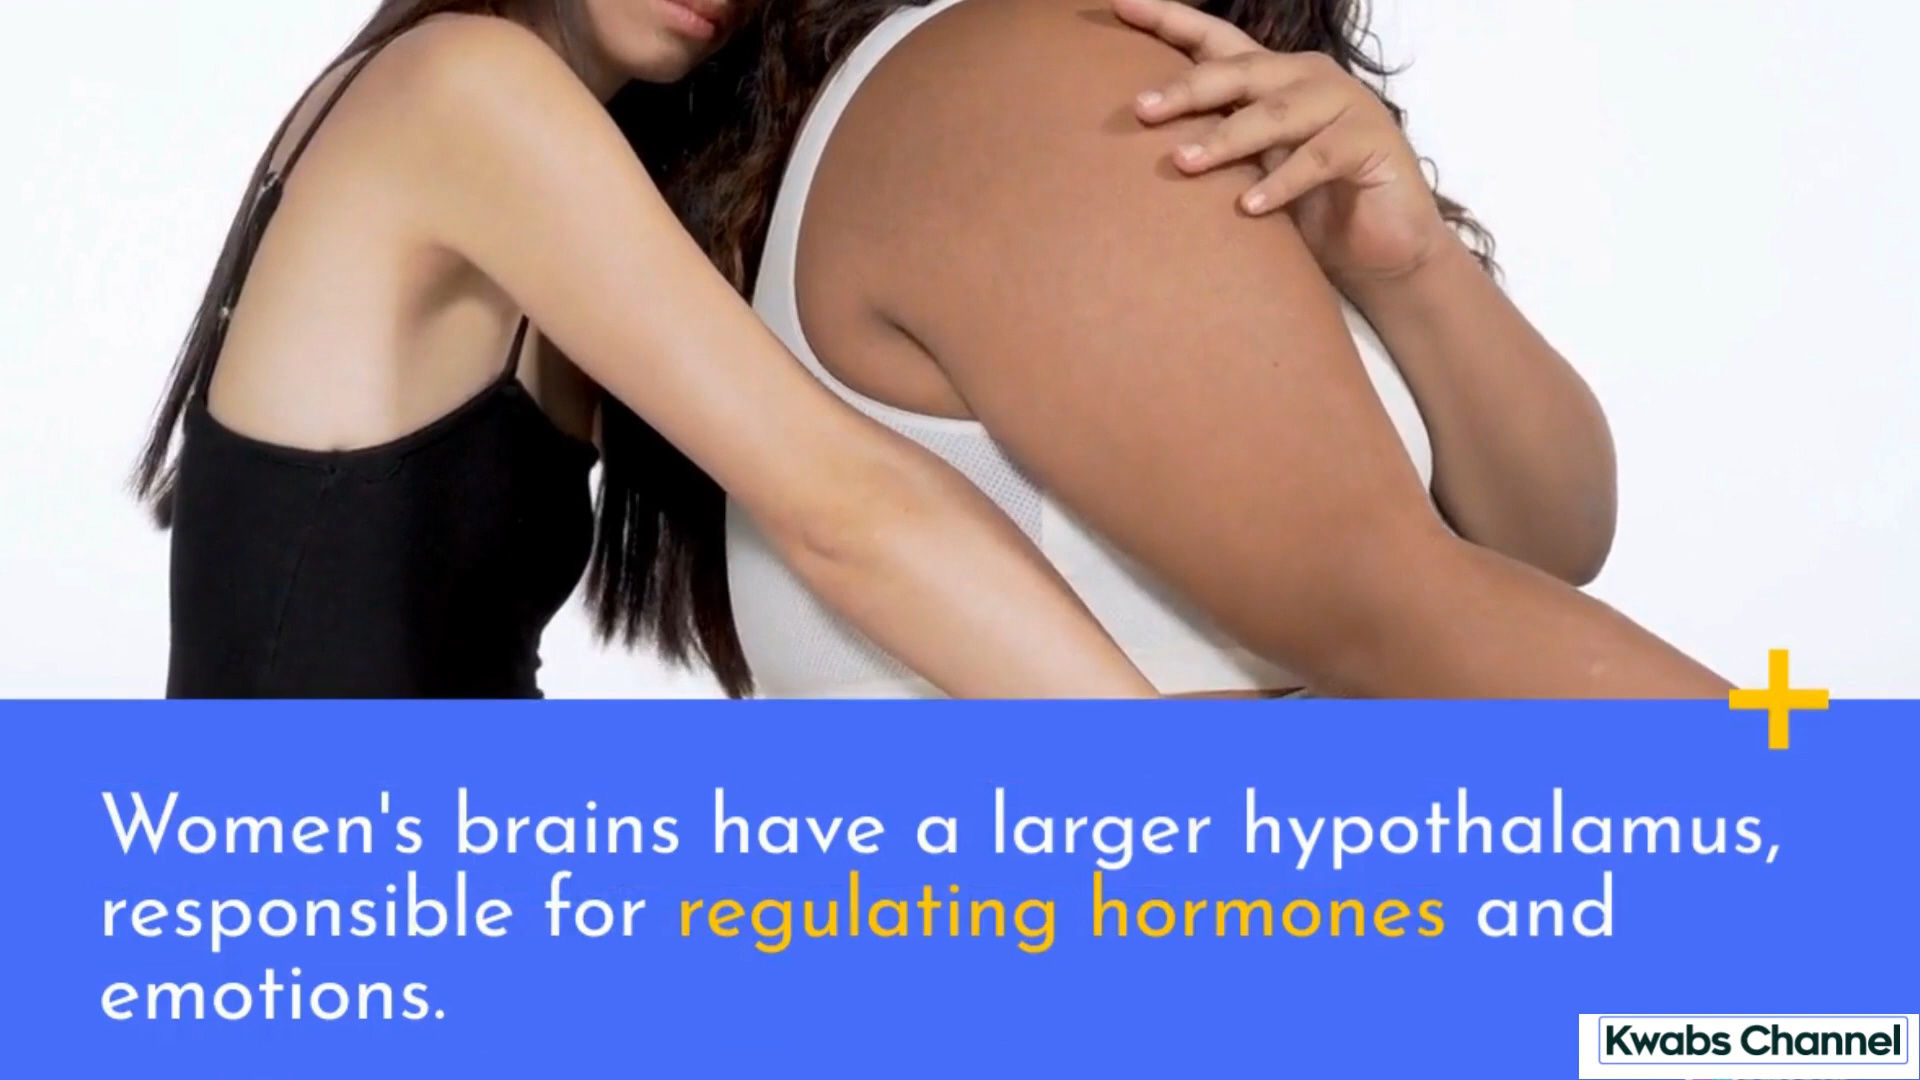 Women's brains have a larger hypothalamus,
responsible for regulating hormones and
emotions.
Kwabs Channel